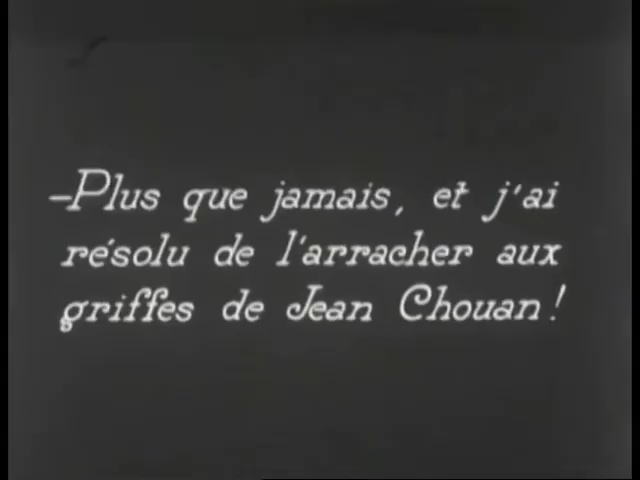 —Plus que jamais, et j'ai
résolu de l'arracher aux
griffes de Jean Chouan!